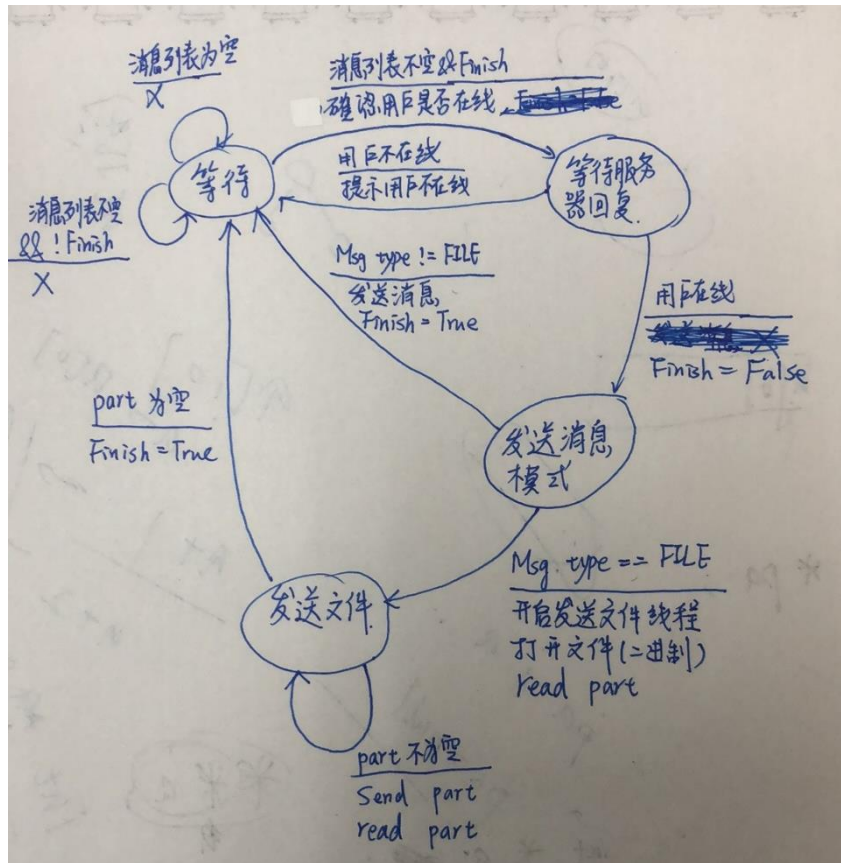 消息列表为空
X
消息列表不空&&Finish
确认用户是否在线
用户不在线
提示用户不在线
等待
等待服务
器回复
消息列表不空
&& !Finish
X
Msg type != FILE
发送消息
Finish = True
用户在线
Finish = False
part 为空
Finish = True
发送消息
模式
Msg. type == FILE
开启发送文件线程
打开文件(二进制)
read part
发送文件
part 不为空
Send part
read part